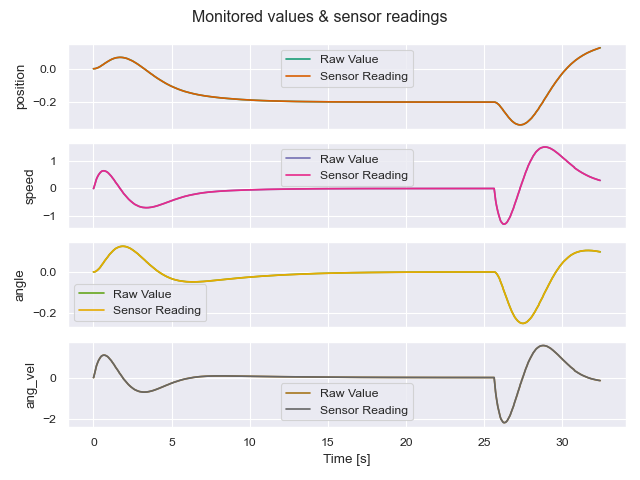 Monitored values & sensor readings
position
0.0
−0.2
Raw Value
Sensor Reading
speed
1
0
−1
Raw Value
Sensor Reading
angle
0.0
−0.2
Raw Value
Sensor Reading
ang_vel
0
−2
Raw Value
Sensor Reading
0 5 10 15 20 25 30
Time [s]